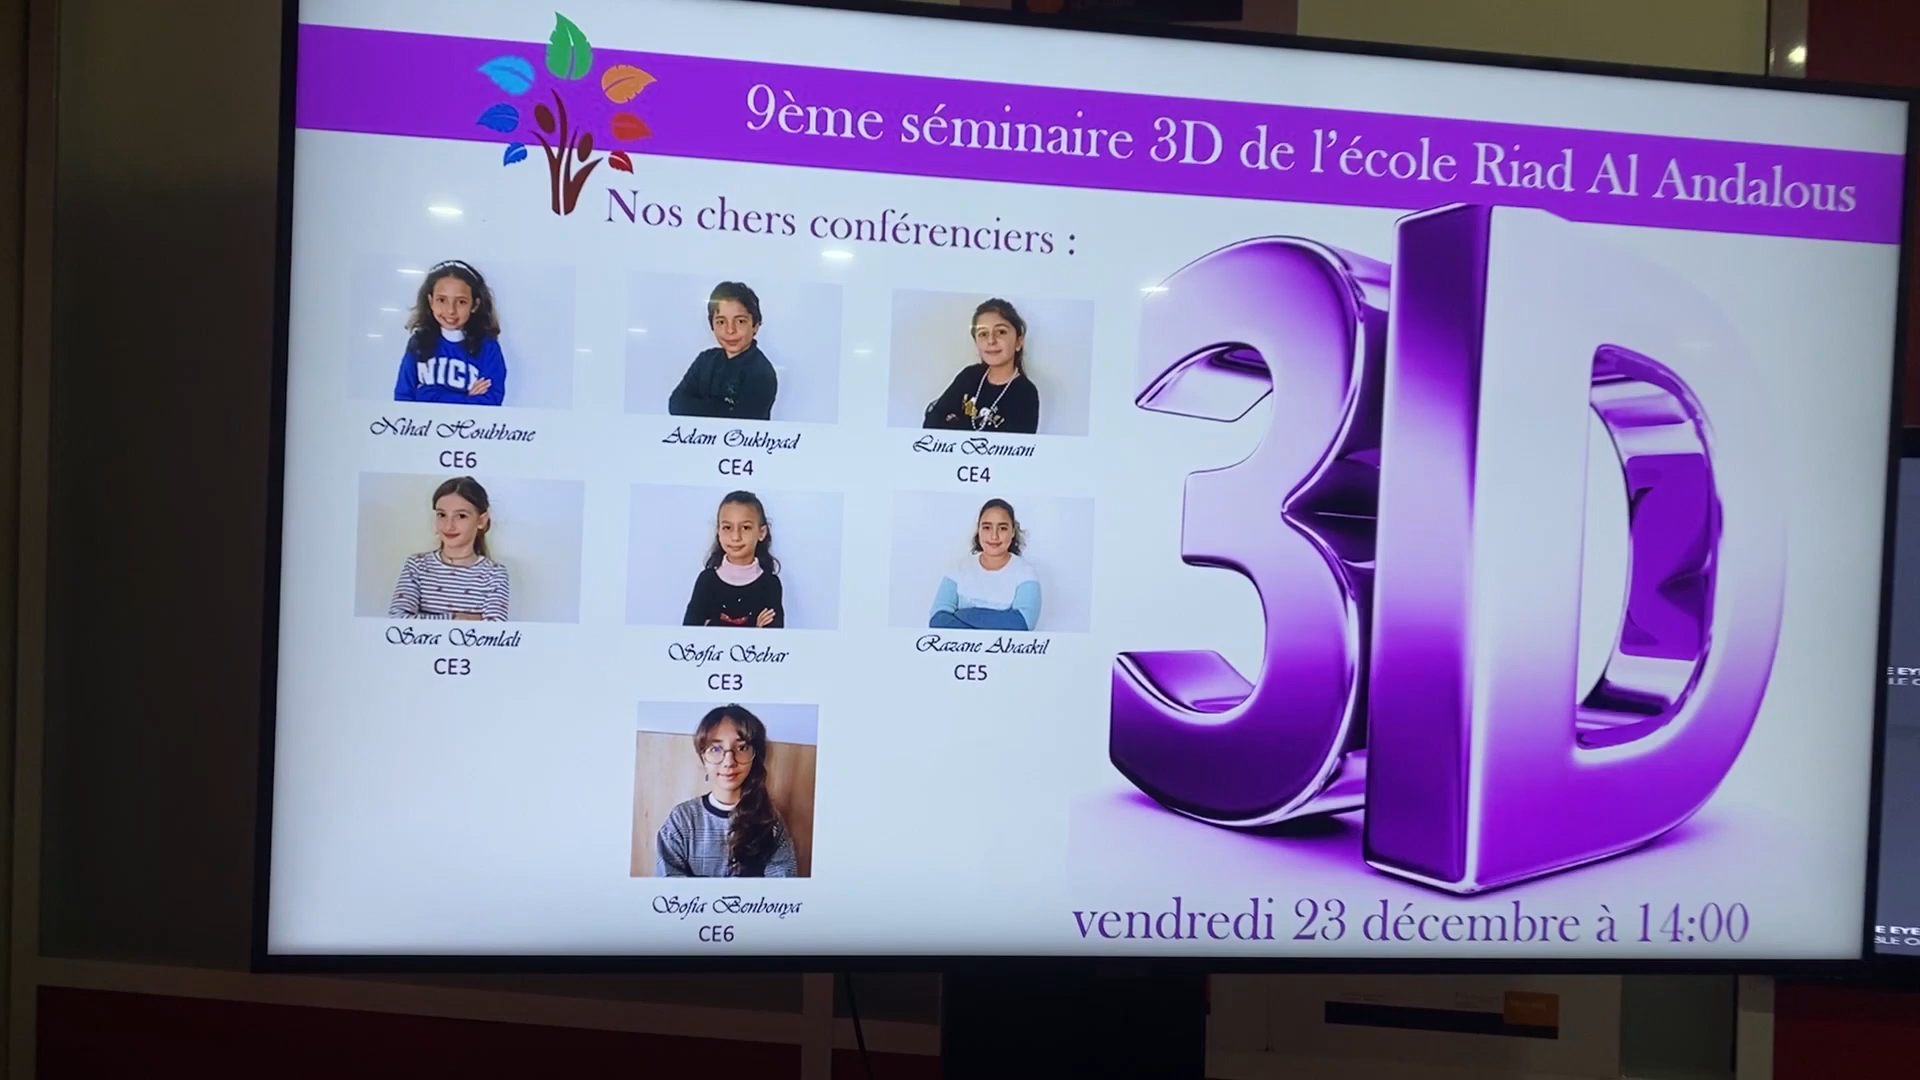 9ème séminaire 3D de l'école Riad Al Andalous
Nos chers conférenciers :
NICE
Nihal Houbbane
CE6
Adam Oukhyad
CE4
Lina Bennani
CE4
Sara Semlali
CE3
Sofia Sebar
CE3
Razane Abaakil
CE5
Sofia Benbouya
CE6
3D
vendredi 23 décembre à 14:00